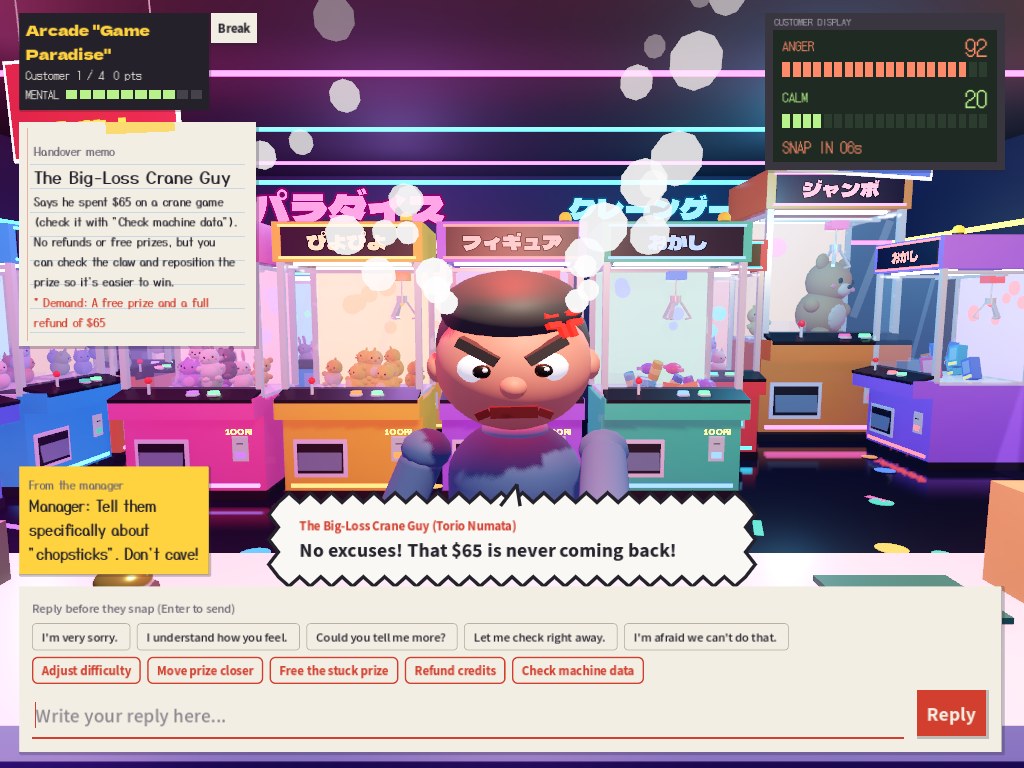 Arcade "Game
Paradise"
Customer 1 / 4 0 pts
MENTAL
Break
CUSTOMER DISPLAY
ANGER 92
CALM 20
SNAP IN 06s
Handover memo
The Big-Loss Crane Guy
Says he spent $65 on a crane game
(check it with "Check machine data").
No refunds or free prizes, but you
can check the claw and reposition the
prize so it's easier to win.
* Demand: A free prize and a full
refund of $65
パラダイス
クレーンゲー
ジャンボ
ぴよぴよ
フィギュア
おかし
おかし
100円
100円
100円
From the manager
Manager: Tell them
specifically about
"chopsticks". Don't cave!
The Big-Loss Crane Guy (Torio Numata)
No excuses! That $65 is never coming back!
Reply before they snap (Enter to send)
I'm very sorry.
I understand how you feel.
Could you tell me more?
Let me check right away.
I'm afraid we can't do that.
Adjust difficulty
Move prize closer
Free the stuck prize
Refund credits
Check machine data
Write your reply here...
Reply